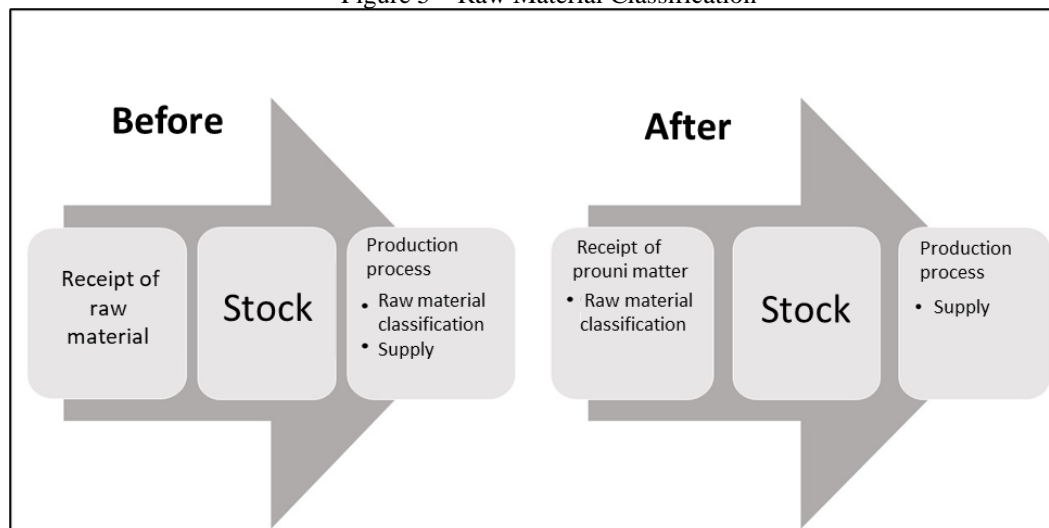 Figure 3 – Raw Material Classification
Before
Receipt of
raw
material
Stock
Production
process
• Raw material
classification
• Supply
After
Receipt of
prouni matter
• Raw material
classification
Stock
Production
process
• Supply